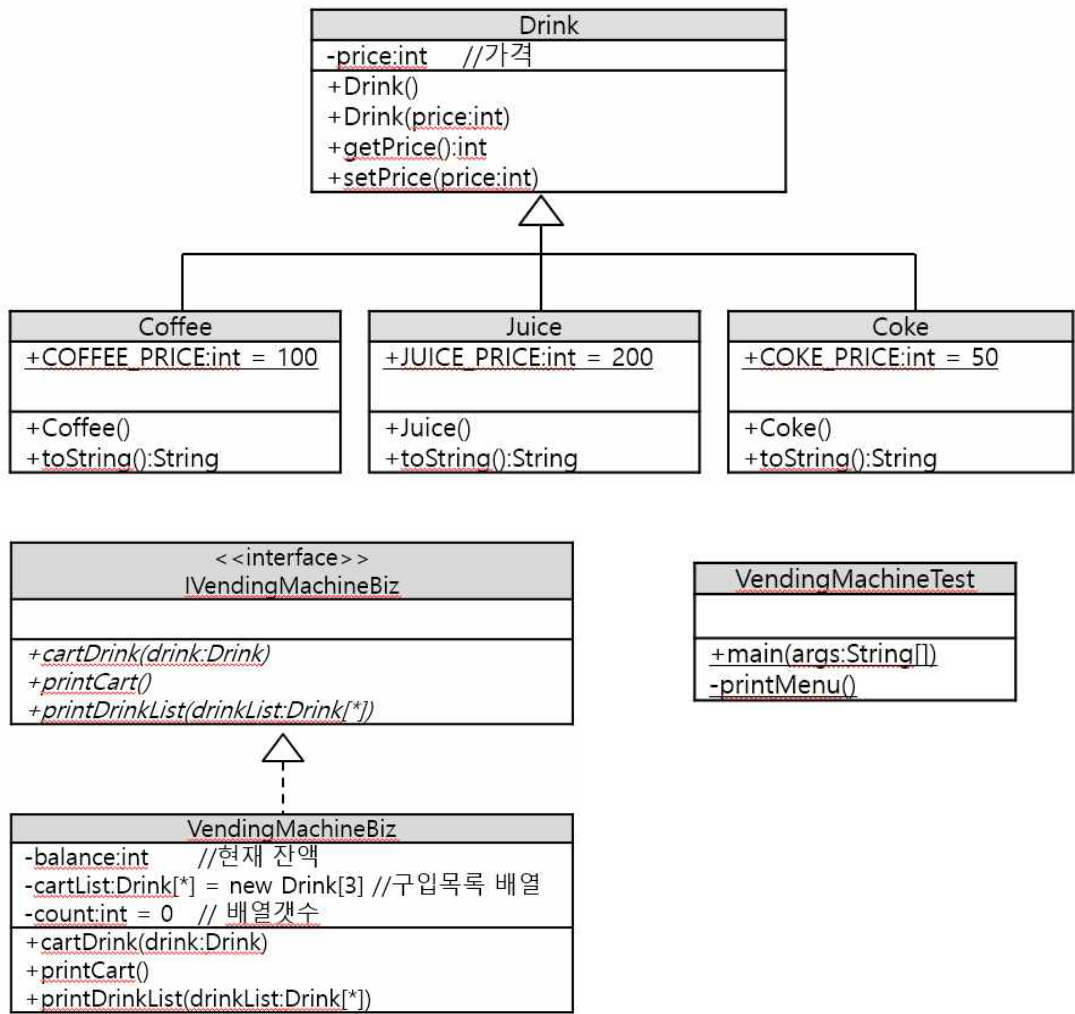 Drink
-price:int //가격
+Drink()
+Drink(price:int)
+getPrice():int
+setPrice(price:int)
Coffee
+COFFEE_PRICE:int = 100
+Coffee()
+toString():String
Juice
+JUICE_PRICE:int = 200
+Juice()
+toString():String
Coke
+COKE_PRICE:int = 50
+Coke()
+toString():String
<<interface>>
IVendingMachineBiz
+cartDrink(drink:Drink)
+printCart()
+printDrinkList(drinkList:Drink[*])
VendingMachineTest
+main(args:String[])
-printMenu()
VendingMachineBiz
-balance:int //현재 잔액
-cartList:Drink[*] = new Drink[3] //구입목록 배열
-count:int = 0 // 배열갯수
+cartDrink(drink:Drink)
+printCart()
+printDrinkList(drinkList:Drink[*])